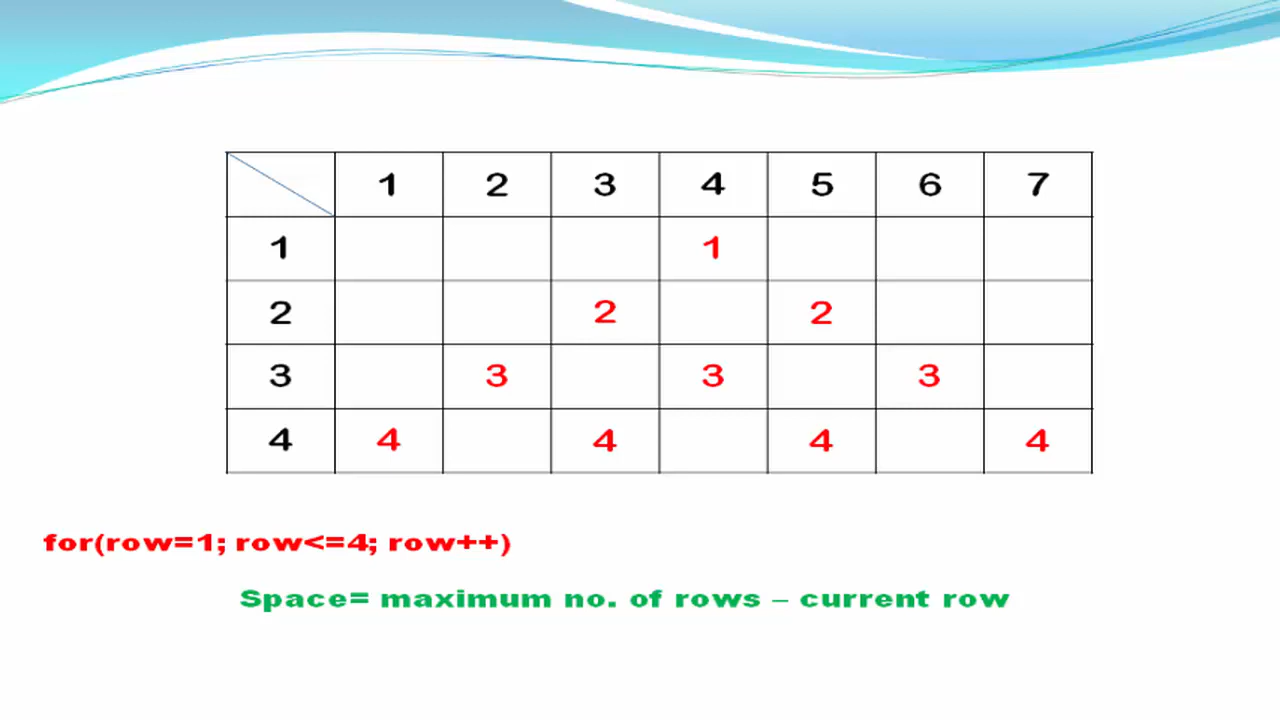 1 2 3 4 5 6 7
1 1
2 2 2
3 3 3 3
4 4 4 4 4
for(row=1; row<=4; row++)
Space= maximum no. of rows – current row